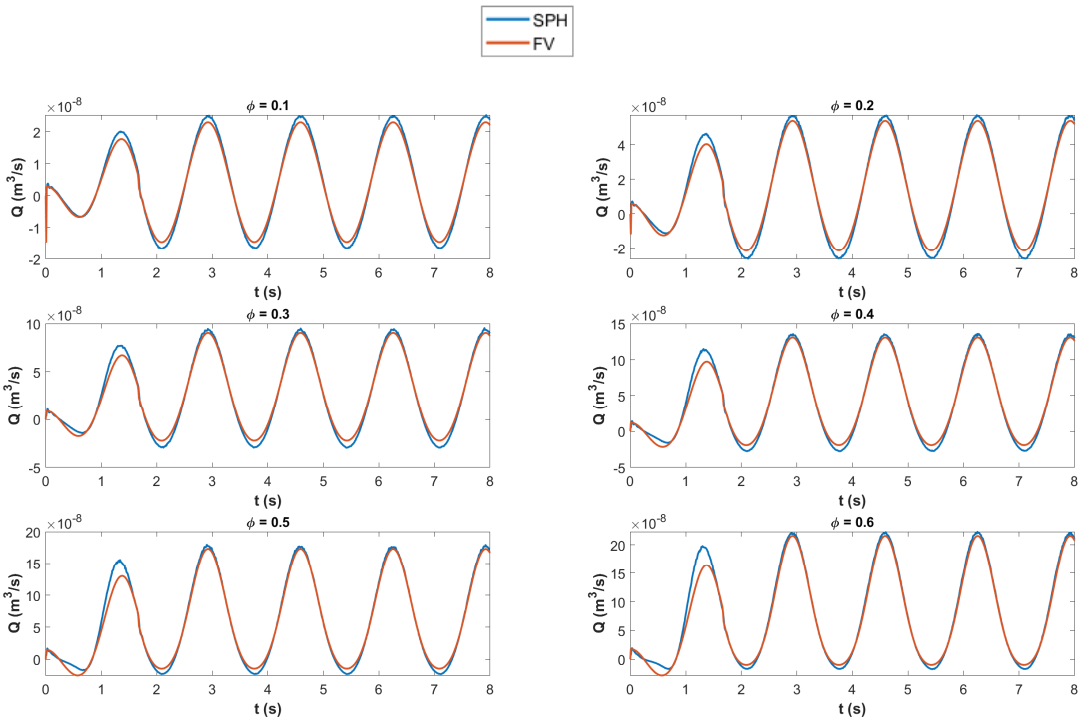 SPH
FV
×10⁻⁸
ϕ = 0.1
2
1
0
-1
-2
Q (m³/s)
0 1 2 3 4 5 6 7 8
t (s)
×10⁻⁸
ϕ = 0.2
4
2
0
-2
Q (m³/s)
0 1 2 3 4 5 6 7 8
t (s)
×10⁻⁸
ϕ = 0.3
10
5
0
-5
Q (m³/s)
0 1 2 3 4 5 6 7 8
t (s)
×10⁻⁸
ϕ = 0.4
15
10
5
0
-5
Q (m³/s)
0 1 2 3 4 5 6 7 8
t (s)
×10⁻⁸
ϕ = 0.5
20
15
10
5
0
Q (m³/s)
0 1 2 3 4 5 6 7 8
t (s)
×10⁻⁸
ϕ = 0.6
20
15
10
5
0
Q (m³/s)
0 1 2 3 4 5 6 7 8
t (s)